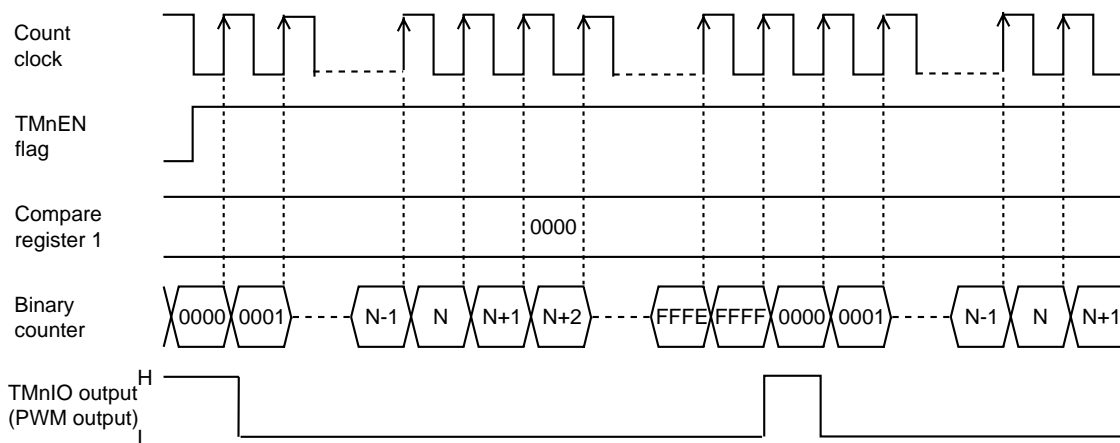 Count
clock
TMnEN
flag
Compare
register 1
0000
Binary
counter
0000 0001 N-1 N N+1 N+2 FFFE FFFF 0000 0001 N-1 N N+1
TMnIO output
(PWM output)
H
L